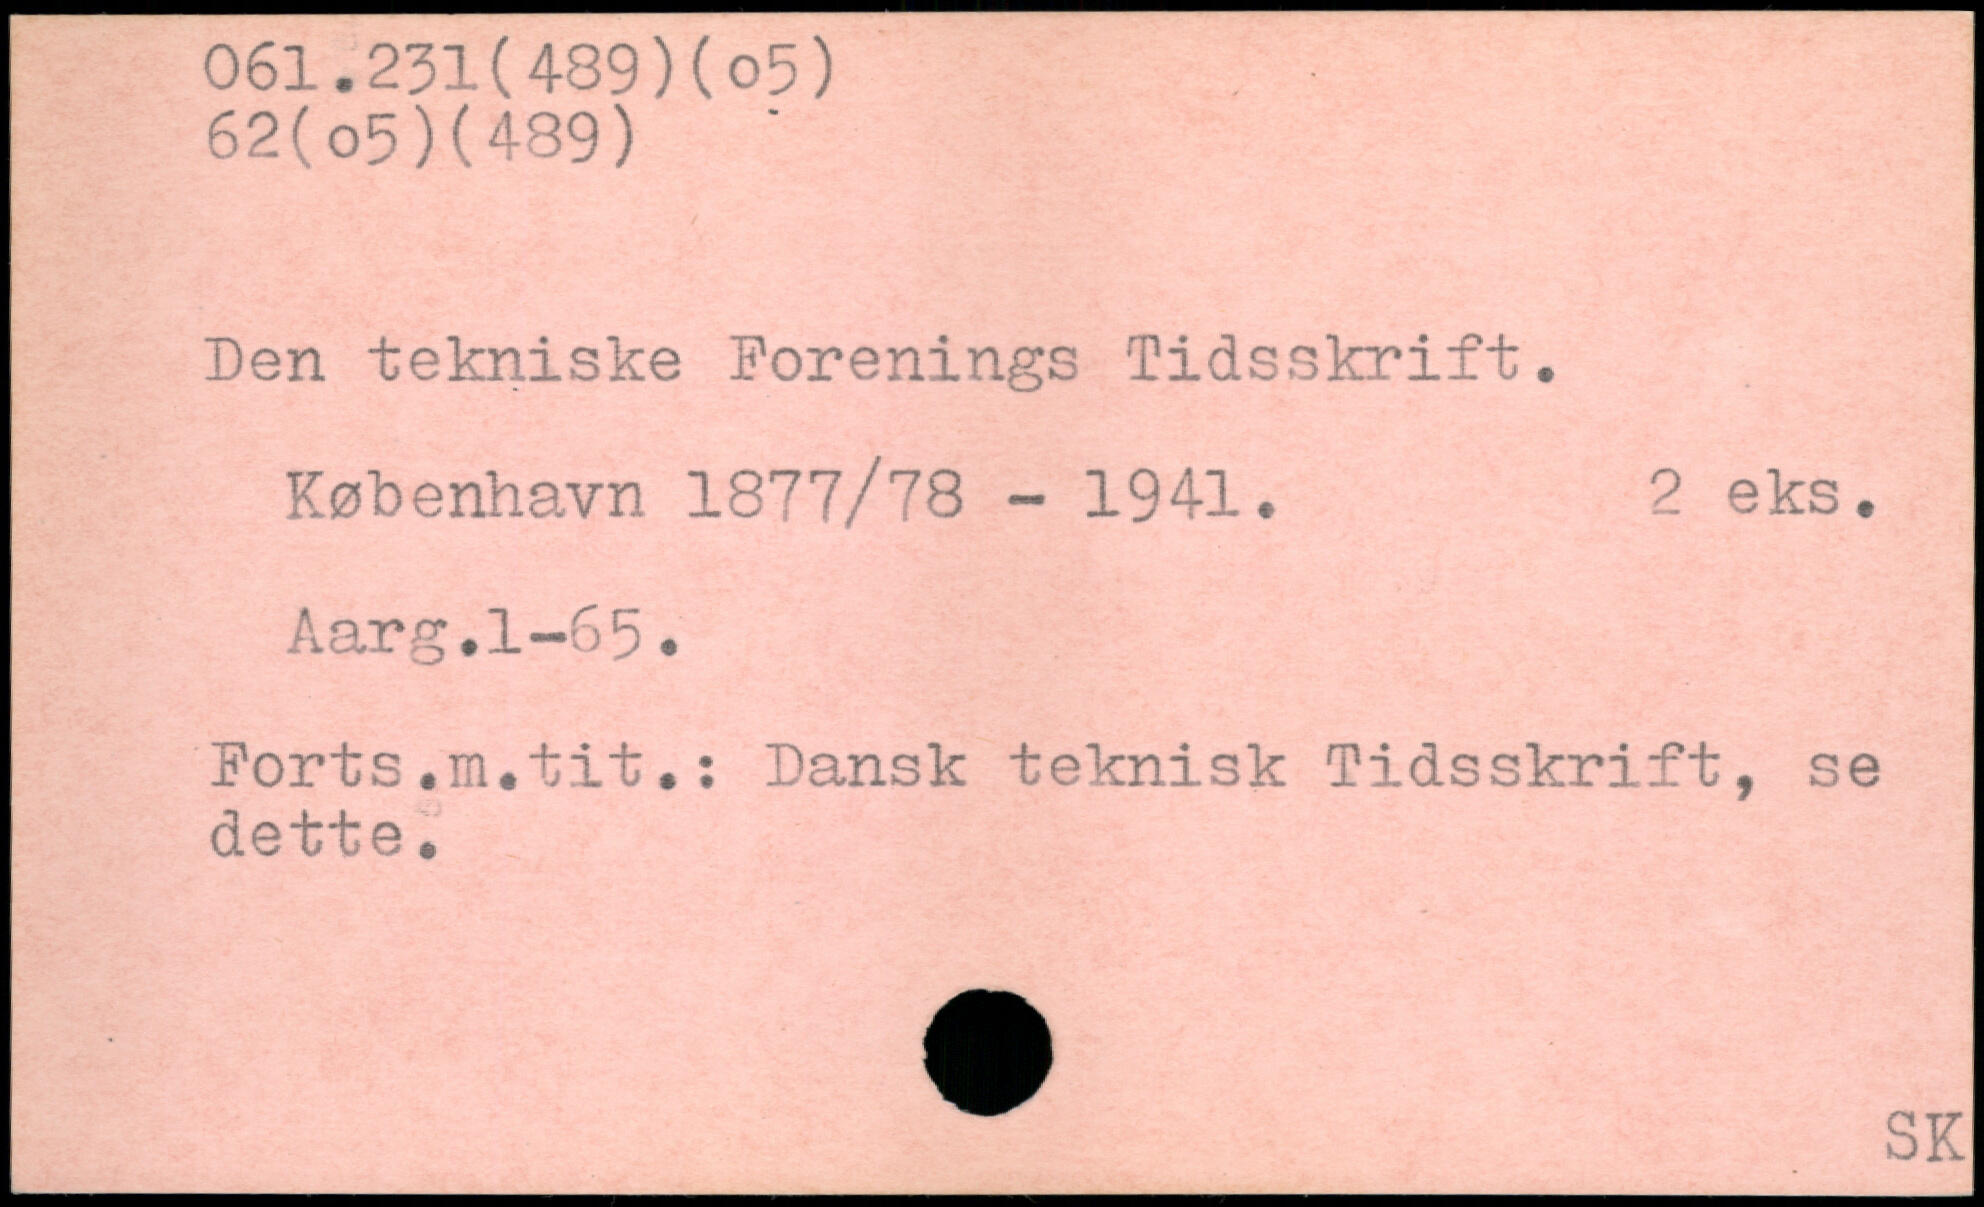 061.231(489)(o5)
62(o5)(489)
Den tekniske Forenings Tidsskrift.
København 1877/78 - 1941. 2 eks.
Aarg.1-65.
Forts.m.tit.: Dansk teknisk Tidsskrift, se
dette.
SK